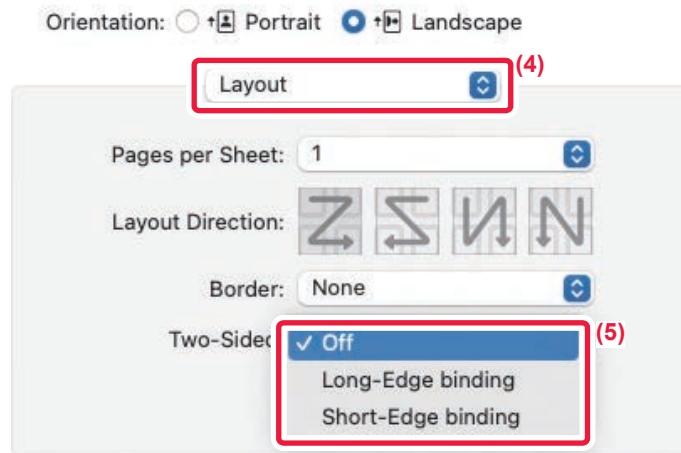 Orientation: Portrait Landscape
(4)
Layout
Pages per Sheet: 1
Layout Direction:
Border: None
Two-Sided
(5)
✓ Off
Long-Edge binding
Short-Edge binding